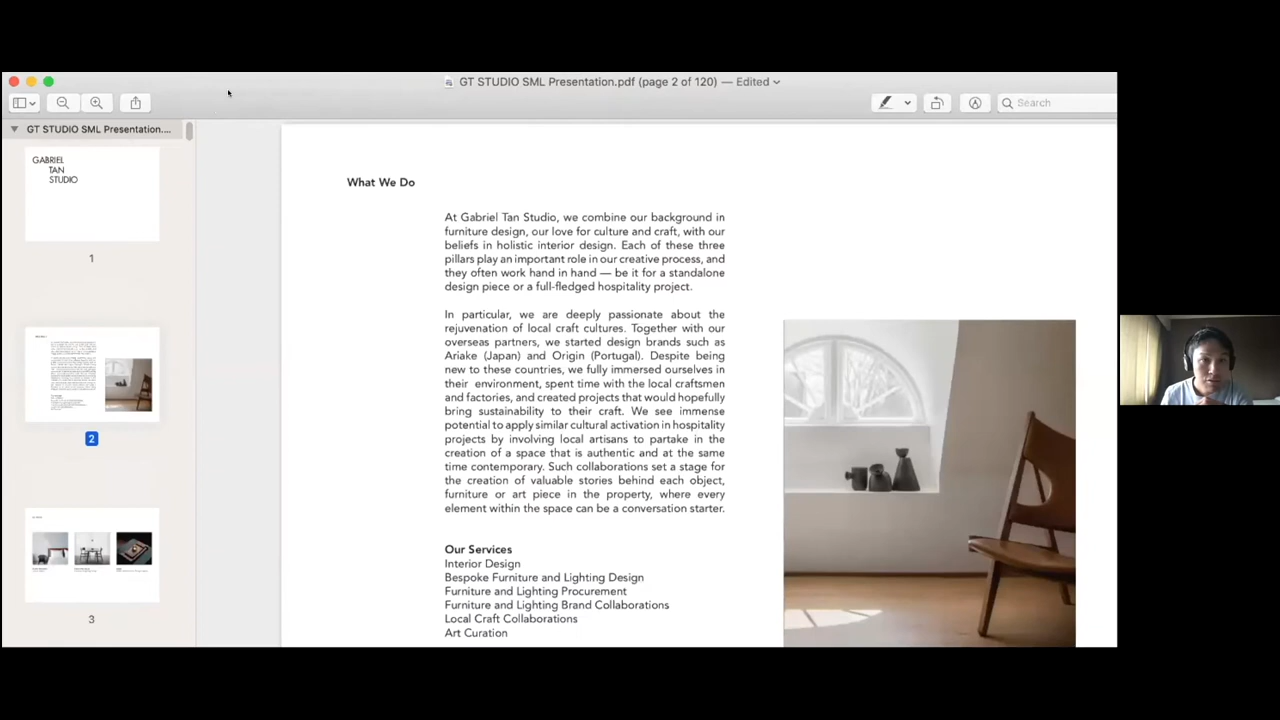 GT STUDIO SML Presentation.pdf (page 2 of 120) — Edited
Search
GT STUDIO SML Presentation....
GABRIEL
TAN
STUDIO
1
2
3
What We Do
At Gabriel Tan Studio, we combine our background in
furniture design, our love for culture and craft, with our
beliefs in holistic interior design. Each of these three
pillars play an important role in our creative process, and
they often work hand in hand — be it for a standalone
design piece or a full-fledged hospitality project.
In particular, we are deeply passionate about the
rejuvenation of local craft cultures. Together with our
overseas partners, we started design brands such as
Ariake (Japan) and Origin (Portugal). Despite being
new to these countries, we fully immersed ourselves in
their environment, spent time with the local craftsmen
and factories, and created projects that would hopefully
bring sustainability to their craft. We see immense
potential to apply similar cultural activation in hospitality
projects by involving local artisans to partake in the
creation of a space that is authentic and at the same
time contemporary. Such collaborations set a stage for
the creation of valuable stories behind each object,
furniture or art piece in the property, where every
element within the space can be a conversation starter.
Our Services
Interior Design
Bespoke Furniture and Lighting Design
Furniture and Lighting Procurement
Furniture and Lighting Brand Collaborations
Local Craft Collaborations
Art Curation